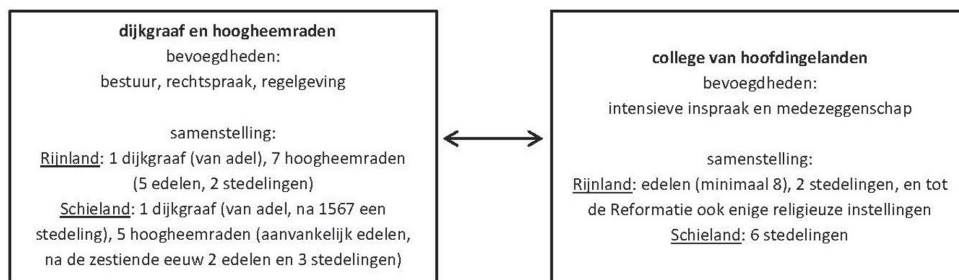 dijkgraaf en hoogheemraden
bevoegdheden:
bestuur, rechtspraak, regelgeving
samenstelling:
Rijnland: 1 dijkgraaf (van adel), 7 hoogheemraden
(5 edelen, 2 stedelingen)
Schieland: 1 dijkgraaf (van adel, na 1567 een
stedeling), 5 hoogheemraden (aanvankelijk edelen,
na de zestiende eeuw 2 edelen en 3 stedelingen)
college van hoofdingelanden
bevoegdheden:
intensieve inspraak en medezeggenschap
samenstelling:
Rijnland: edelen (minimaal 8), 2 stedelingen, en tot
de Reformatie ook enige religieuze instellingen
Schieland: 6 stedelingen